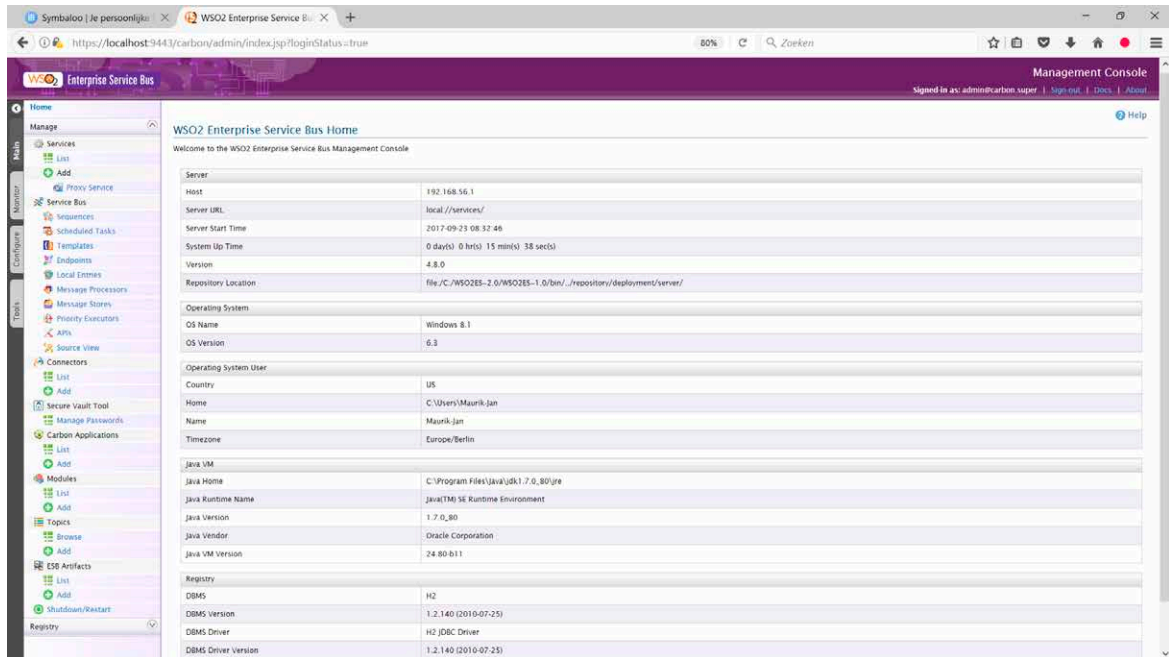 Symbaloo | Je persoonlijke
WSO2 Enterprise Service B
https://localhost:9443/carbon/admin/index.jsp?loginStatus=true
80%
Zoeken
WSO2 Enterprise Service Bus
Management Console
Signed-in as: admin@carbon.super | Sign-out | Docs | About
Main
Monitor
Configure
Tools
Home
Manage
Services
List
Add
Proxy Service
Service Bus
Sequences
Scheduled Tasks
Templates
Endpoints
Local Entries
Message Processors
Message Stores
Priority Executors
APIs
Source View
Connectors
List
Add
Secure Vault Tool
Manage Passwords
Carbon Applications
List
Add
Modules
List
Add
Topics
Browse
Add
ESB Artifacts
List
Add
Shutdown/Restart
Registry
Help
WSO2 Enterprise Service Bus Home
Welcome to the WSO2 Enterprise Service Bus Management Console
Server
Host 192.168.56.1
Server URL local://services/
Server Start Time 2017-09-23 08:32:46
System Up Time 0 day(s) 0 hr(s) 15 min(s) 38 sec(s)
Version 4.8.0
Repository Location file:/C:/WSO2ES-2.0/WSO2ES-1.0/bin/../repository/deployment/server/
Operating System
OS Name Windows 8.1
OS Version 6.3
Operating System User
Country US
Home C:\Users\Maurik-Jan
Name Maurik-Jan
Timezone Europe/Berlin
Java VM
Java Home C:\Program Files\Java\jdk1.7.0_80\jre
Java Runtime Name Java(TM) SE Runtime Environment
Java Version 1.7.0_80
Java Vendor Oracle Corporation
Java VM Version 24.80-b11
Registry
DBMS H2
DBMS Version 1.2.140 (2010-07-25)
DBMS Driver H2 JDBC Driver
DBMS Driver Version 1.2.140 (2010-07-25)